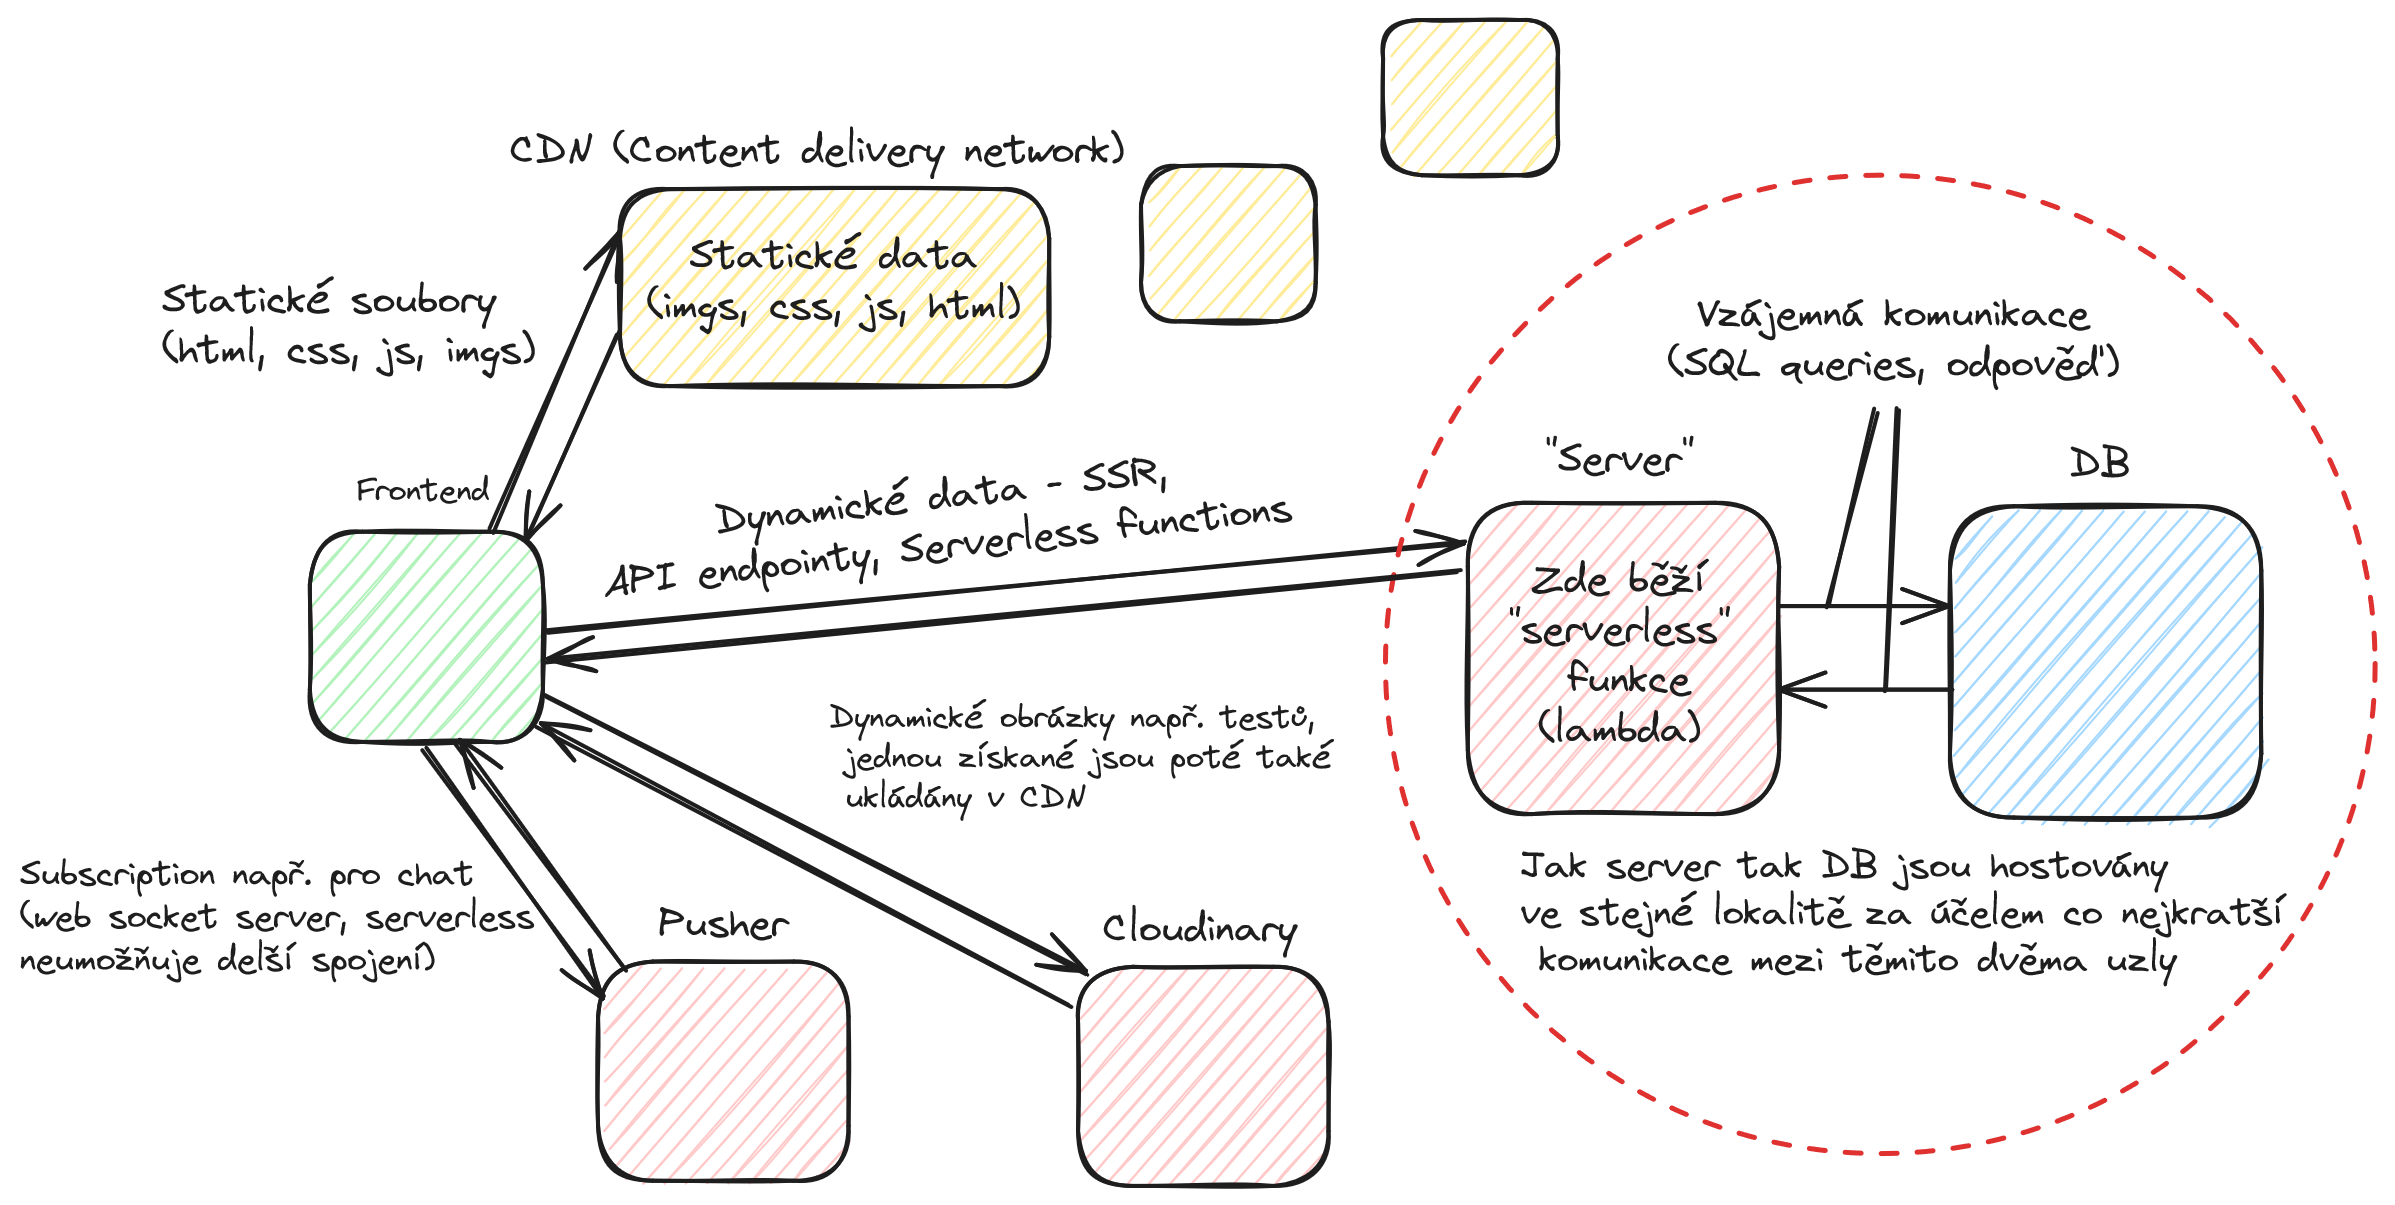 CDN (Content delivery network)
Statické data
(imgs, css, js, html)
Statické soubory
(html, css, js, imgs)
Frontend
Dynamické data - SSR,
API endpointy, Serverless functions
Vzájemná komunikace
(SQL queries, odpověď)
"Server"
DB
Zde běží
"serverless"
funkce
(lambda)
Dynamické obrázky např. testů,
jednou získané jsou poté také
ukládány v CDN
Jak server tak DB jsou hostovány
ve stejné lokalitě za účelem co nejkratší
komunikace mezi těmito dvěma uzly
Subscription např. pro chat
(web socket server, serverless
neumožňuje delší spojení)
Pusher
Cloudinary